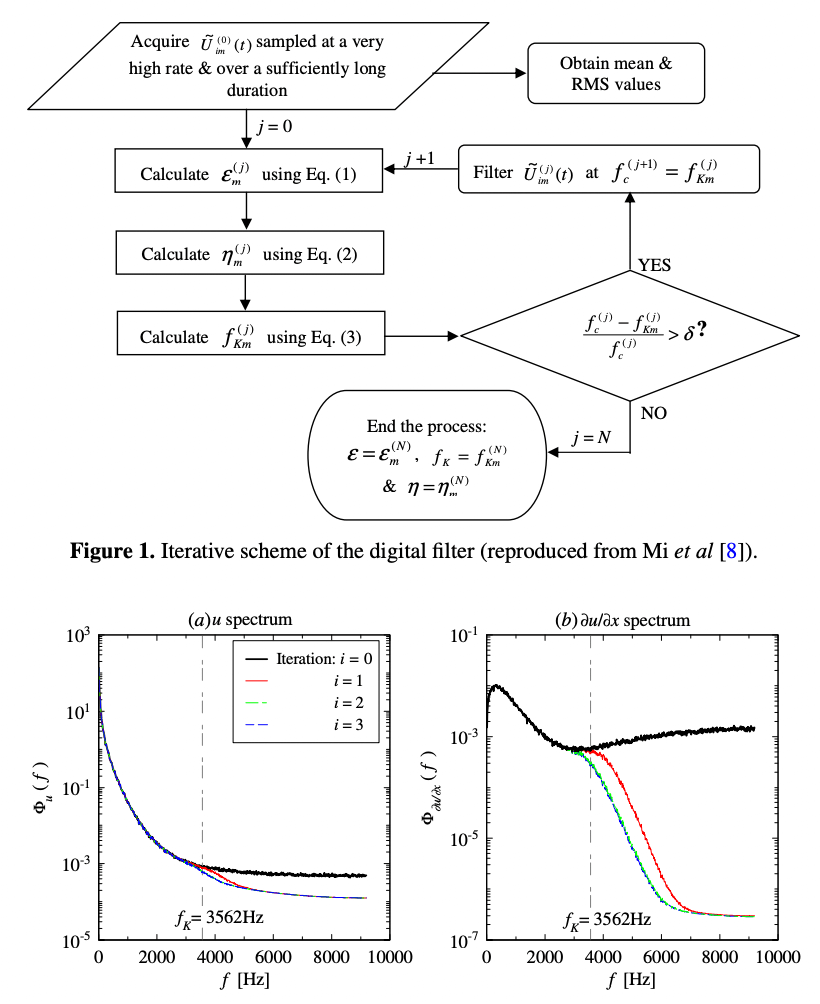 Acquire Ũ_im^(0)(t) sampled at a very
high rate & over a sufficiently long
duration
Obtain mean &
RMS values
j = 0
Calculate ε_m^(j) using Eq. (1)
j +1
Filter Ũ_im^(j)(t) at f_c^(j+1) = f_Km^(j)
Calculate η_m^(j) using Eq. (2)
YES
Calculate f_Km^(j) using Eq. (3)
(f_c^(j) − f_Km^(j)) / f_c^(j) > δ?
NO
End the process:
ε = ε_m^(N), f_K = f_Km^(N)
& η = η_m^(N)
j = N
Figure 1. Iterative scheme of the digital filter (reproduced from Mi et al [8]).
(a) u spectrum
10^3
10^1
10^-1
10^-3
10^-5
Φ_u (f)
Iteration: i = 0
i = 1
i = 2
i = 3
f_K= 3562Hz
0 2000 4000 6000 8000 10000
f [Hz]
(b) ∂u/∂x spectrum
10^-1
10^-3
10^-5
10^-7
Φ_∂u/∂x (f)
f_K= 3562Hz
0 2000 4000 6000 8000 10000
f [Hz]